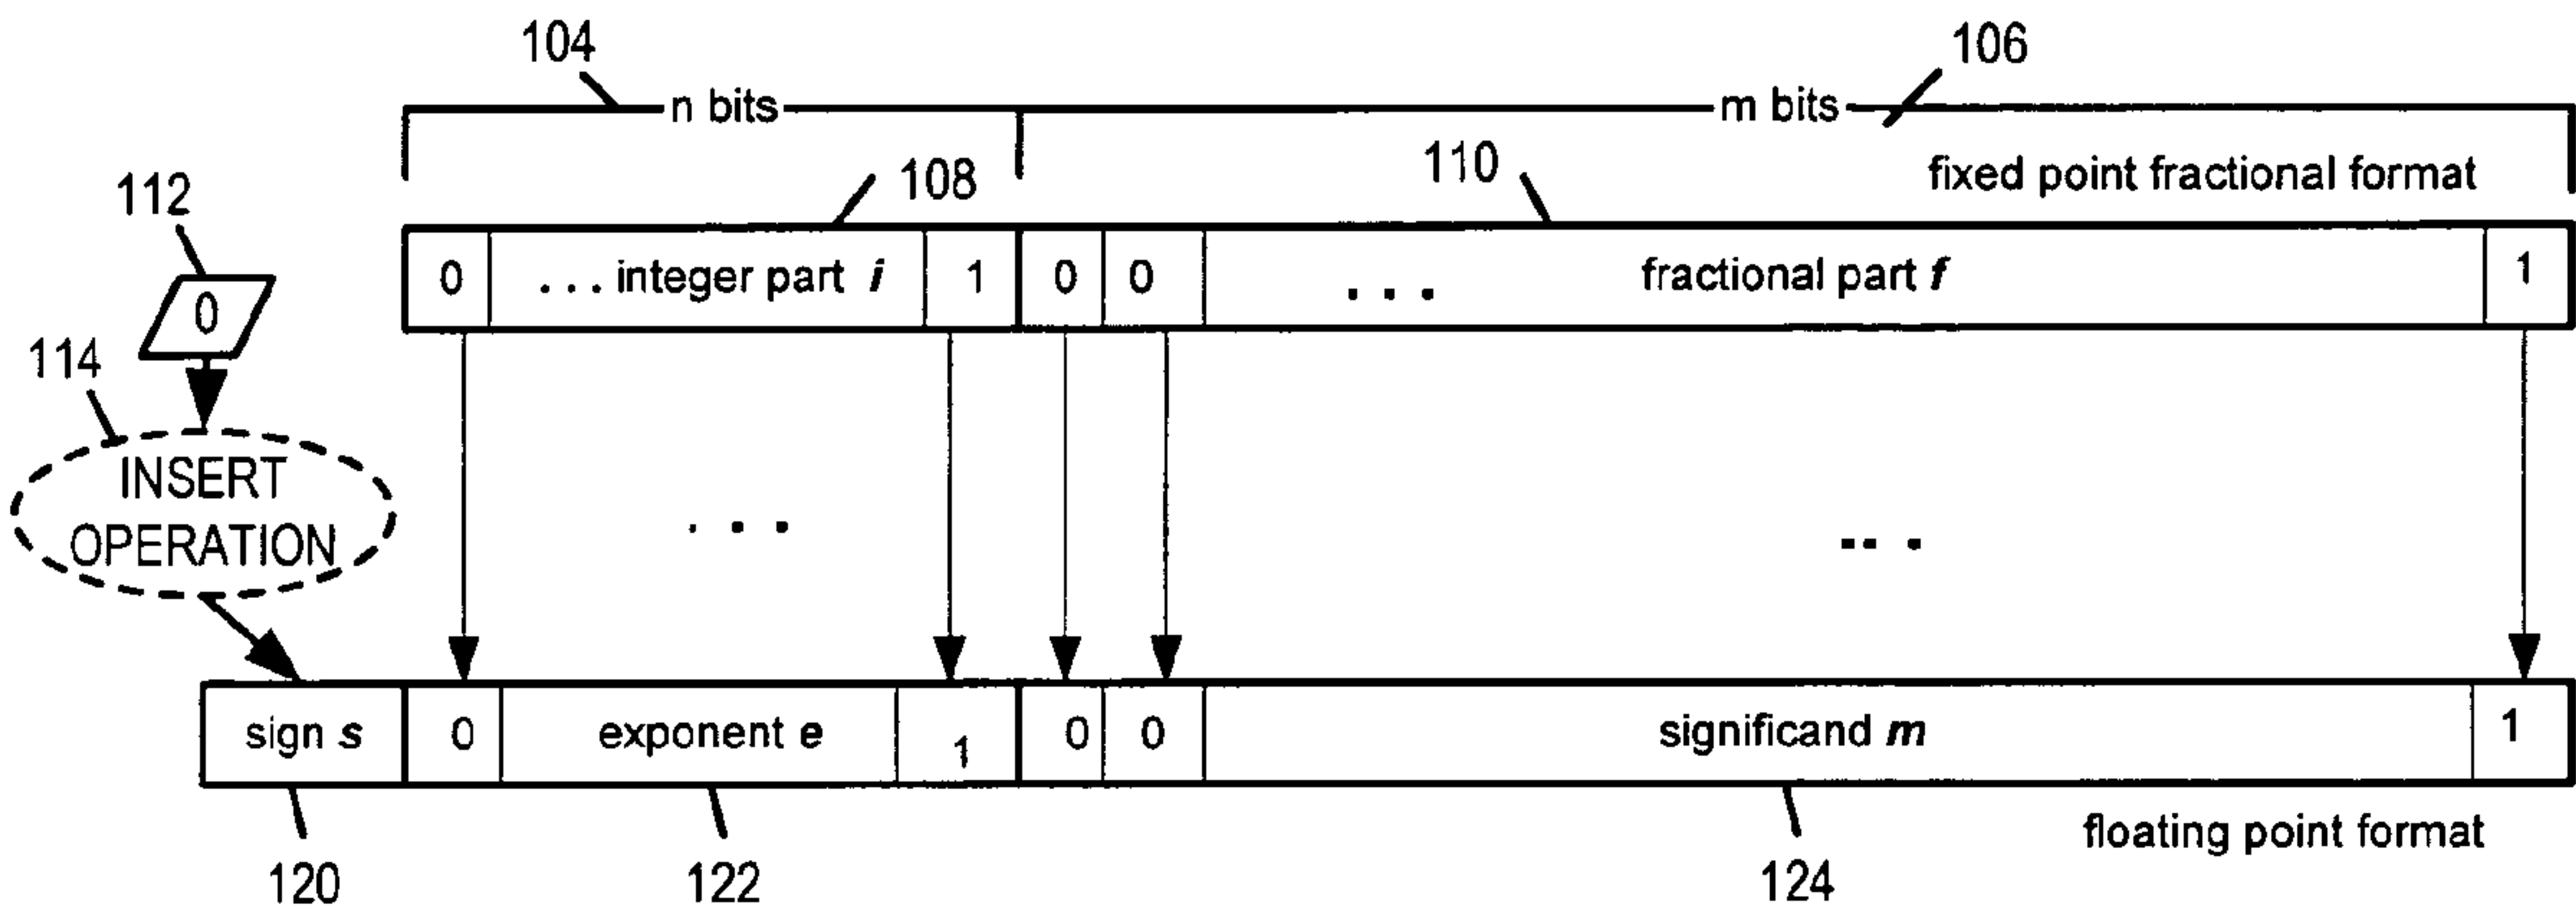 104
106
n bits
m bits
108
110
fixed point fractional format
112
0
0
... integer part i
1
0
0
...
fractional part f
1
114
INSERT
OPERATION
...
...
sign s
0
exponent e
1
0
0
significand m
1
floating point format
120
122
124